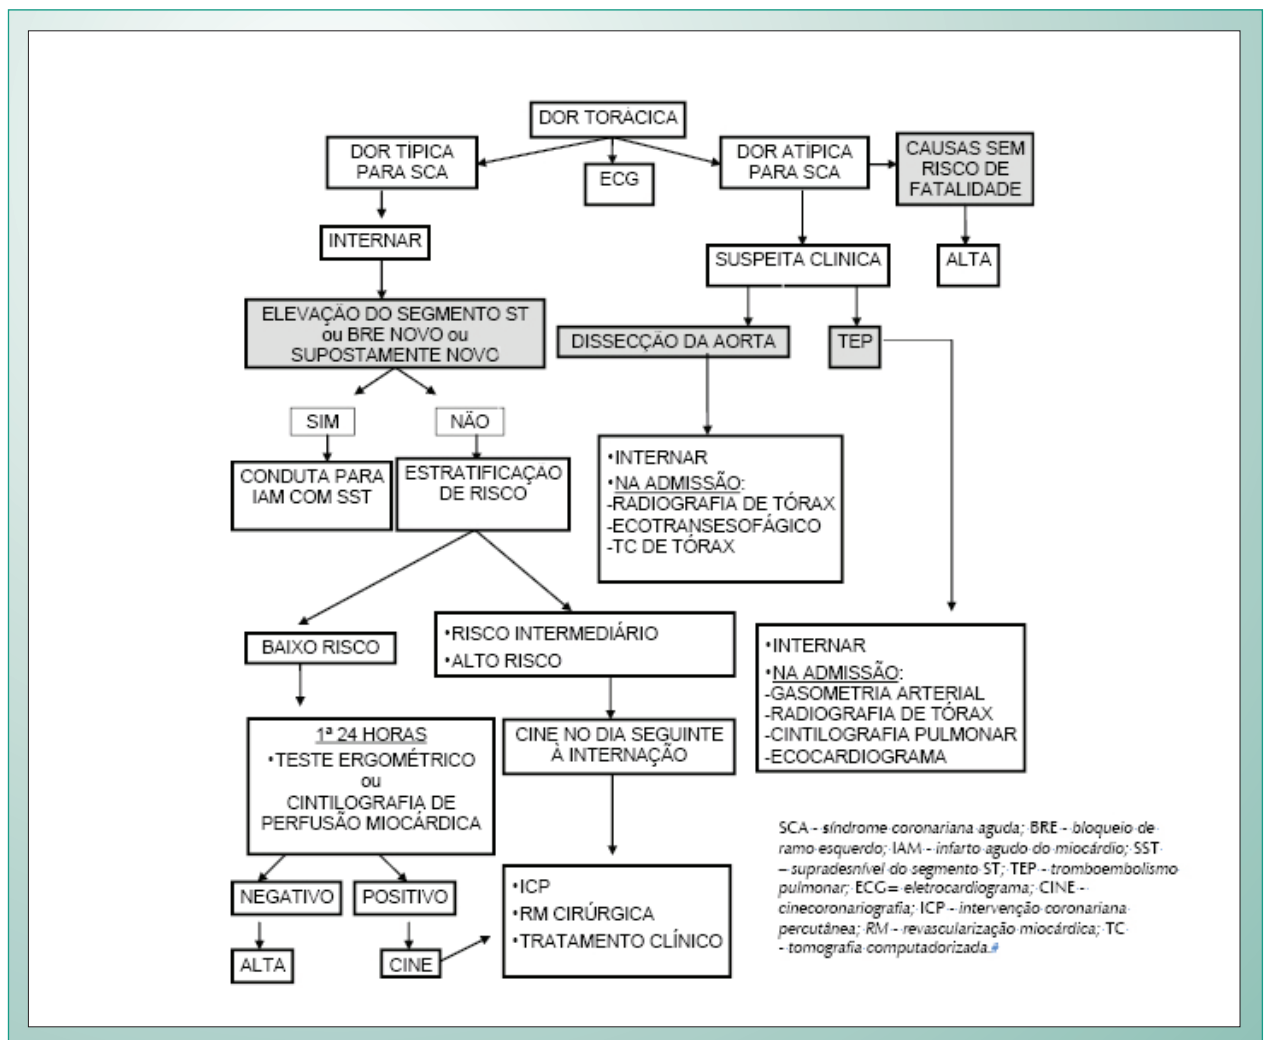 DOR TORÁCICA
DOR TÍPICA
PARA SCA
ECG
DOR ATÍPICA
PARA SCA
CAUSAS SEM
RISCO DE
FATALIDADE
INTERNAR
SUSPEITA CLINICA
ALTA
ELEVAÇÃO DO SEGMENTO ST
ou BRE NOVO ou
SUPOSTAMENTE NOVO
DISSECÇÃO DA AORTA
TEP
SIM
NÃO
CONDUTA PARA
IAM COM SST
ESTRATIFICAÇÃO
DE RISCO
•INTERNAR
•NA ADMISSÃO:
-RADIOGRAFIA DE TÓRAX
-ECOTRANSESOFÁGICO
-TC DE TÓRAX
BAIXO RISCO
•RISCO INTERMEDIÁRIO
•ALTO RISCO
•INTERNAR
•NA ADMISSÃO:
-GASOMETRIA ARTERIAL
-RADIOGRAFIA DE TÓRAX
-CINTILOGRAFIA PULMONAR
-ECOCARDIOGRAMA
1ª 24 HORAS
•TESTE ERGOMÉTRICO
ou
CINTILOGRAFIA DE
PERFUSÃO MIOCÁRDICA
CINE NO DIA SEGUINTE
À INTERNAÇÃO
NEGATIVO
POSITIVO
ALTA
CINE
•ICP
•RM CIRÚRGICA
•TRATAMENTO CLÍNICO
SCA - síndrome coronariana aguda; BRE - bloqueio de
ramo esquerdo; IAM - infarto agudo do miocárdio; SST
– supradesnível do segmento ST; TEP - tromboembolismo
pulmonar; ECG= eletrocardiograma; CINE -
cinecoronariografia; ICP - intervenção coronariana
percutânea; RM - revascularização miocárdica; TC
- tomografia computadorizada.